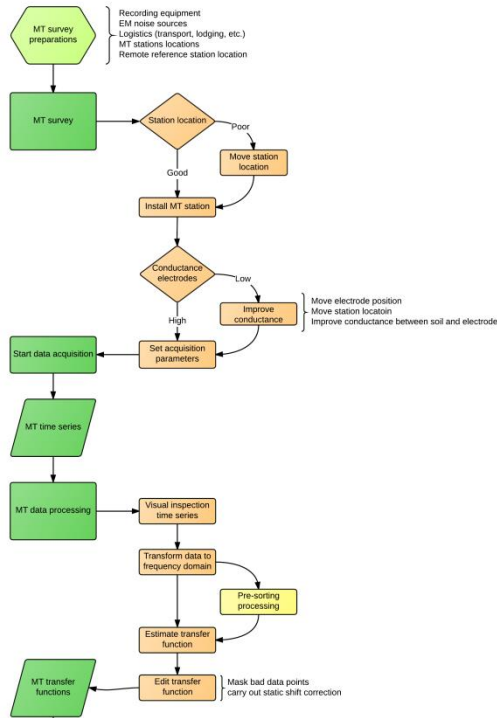 MT survey
preparations
Recording equipment
EM noise sources
Logistics (transport, lodging, etc.)
MT stations locations
Remote reference station location
MT survey
Station location
Poor
Move station
location
Good
Install MT station
Conductance
electrodes
Low
Improve
conductance
Move electrode position
Move station locatoin
Improve conductance between soil and electrode
High
Start data acquisition
Set acquisition
parameters
MT time series
MT data processing
Visual inspection
time series
Transform data to
frequency domain
Pre-sorting
processing
Estimate transfer
function
MT transfer
functions
Edit transfer
function
Mask bad data points
carry out static shift correction